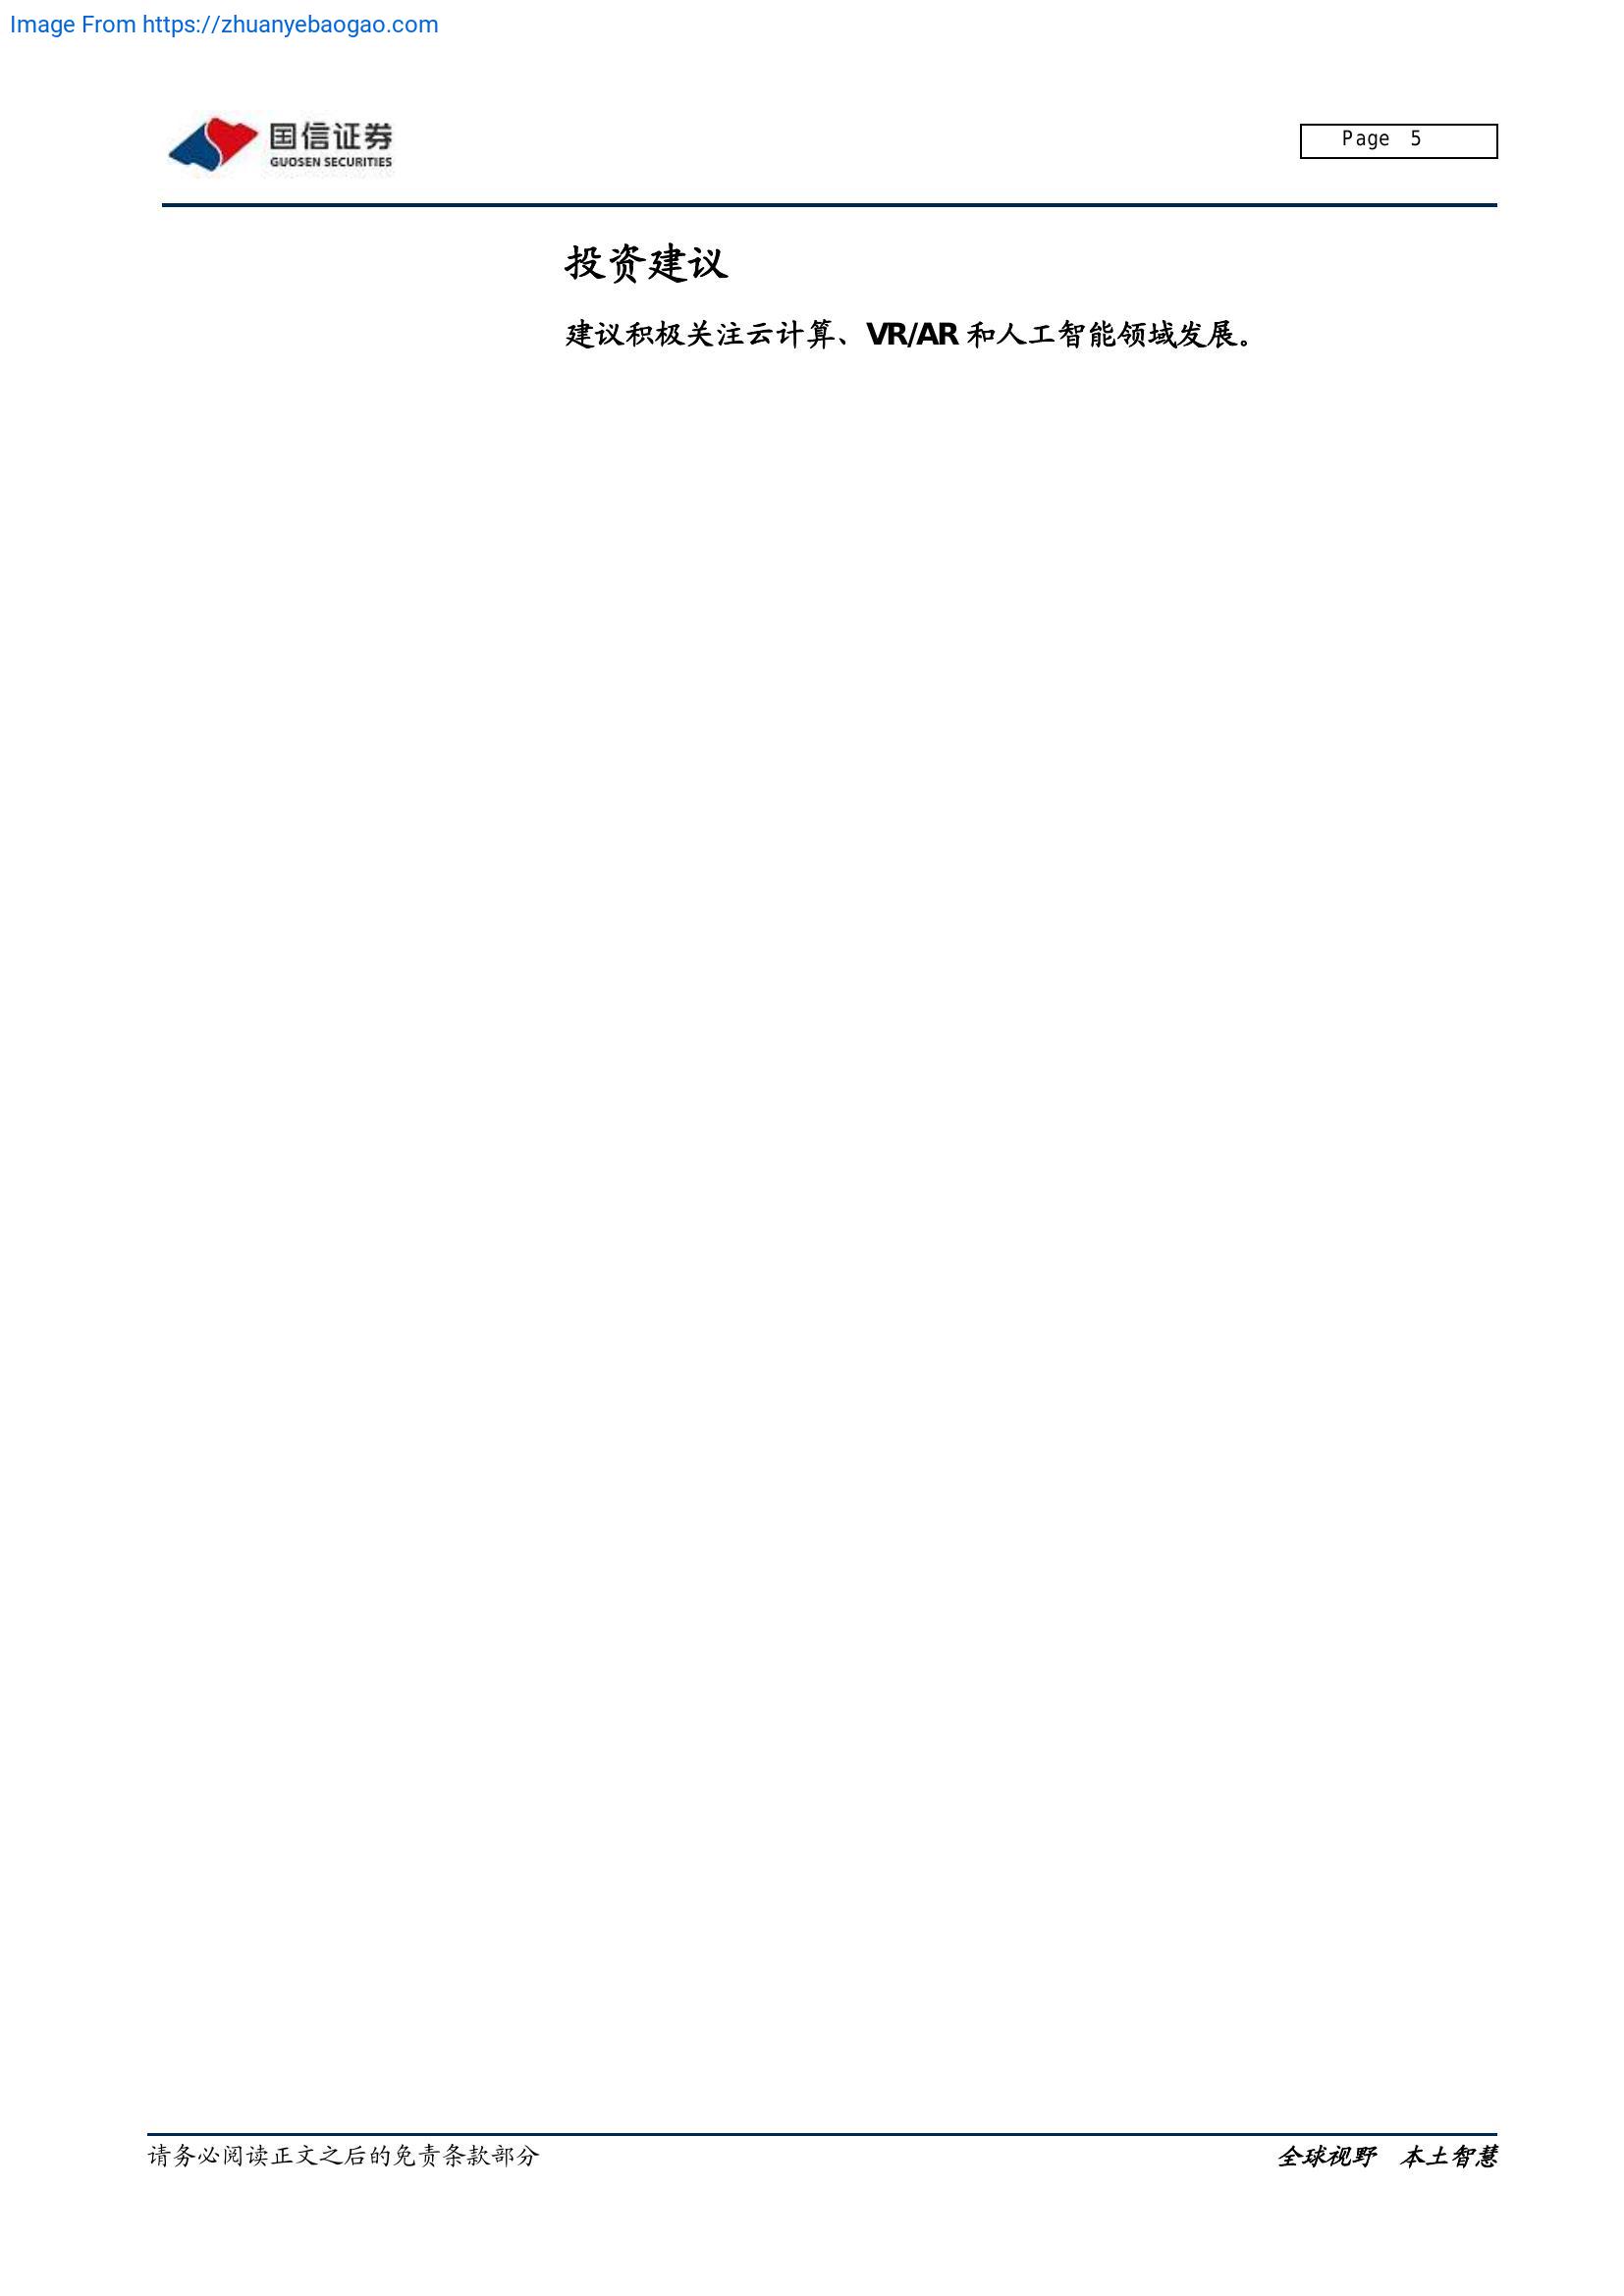 Image From https://zhuanyebaogao.com
国信证券
GUOSEN SECURITIES
Page 5
投资建议
建议积极关注云计算、VR/AR 和人工智能领域发展。
请务必阅读正文之后的免责条款部分
全球视野 本土智慧